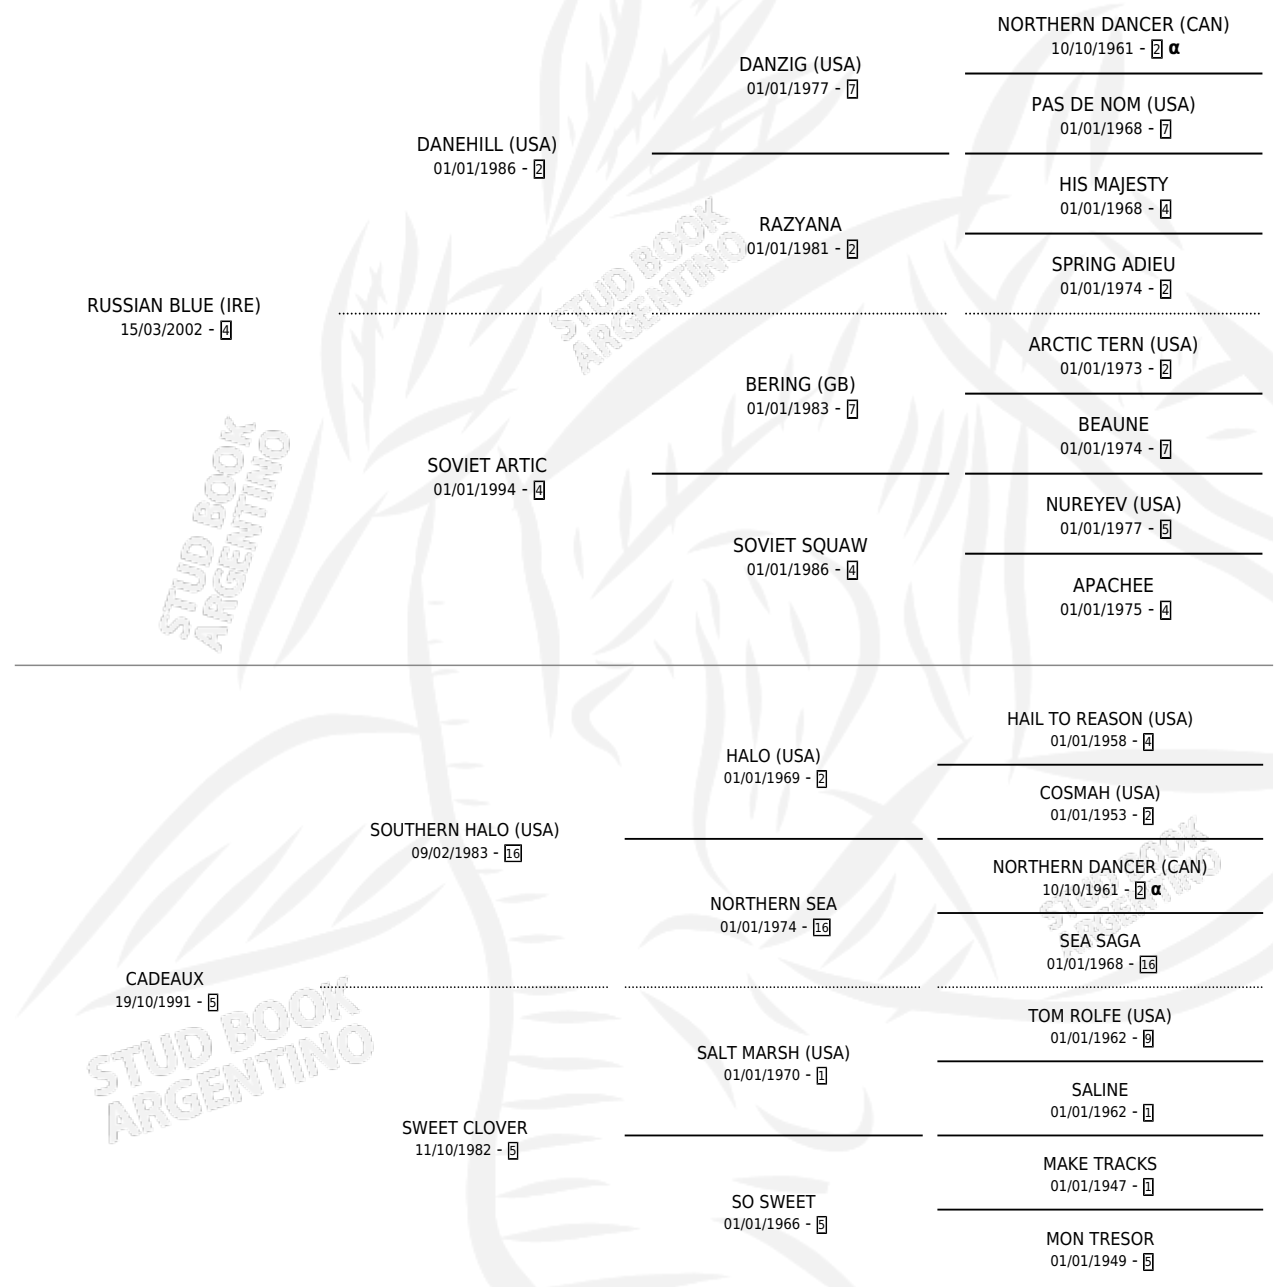 NORTHERN DANCER (CAN)
10/10/1961 - 2 α
DANZIG (USA)
01/01/1977 - 7
PAS DE NOM (USA)
01/01/1968 - 7
DANEHILL (USA)
01/01/1986 - 2
HIS MAJESTY
01/01/1968 - 4
RAZYANA
01/01/1981 - 2
SPRING ADIEU
01/01/1974 - 2
RUSSIAN BLUE (IRE)
15/03/2002 - 4
ARCTIC TERN (USA)
01/01/1973 - 2
BERING (GB)
01/01/1983 - 7
BEAUNE
01/01/1974 - 7
SOVIET ARTIC
01/01/1994 - 4
NUREYEV (USA)
01/01/1977 - 5
SOVIET SQUAW
01/01/1986 - 4
APACHEE
01/01/1975 - 4
HAIL TO REASON (USA)
01/01/1958 - 4
HALO (USA)
01/01/1969 - 2
COSMAH (USA)
01/01/1953 - 2
SOUTHERN HALO (USA)
09/02/1983 - 16
NORTHERN DANCER (CAN)
10/10/1961 - 2 α
NORTHERN SEA
01/01/1974 - 16
SEA SAGA
01/01/1968 - 16
CADEAUX
19/10/1991 - 5
TOM ROLFE (USA)
01/01/1962 - 9
SALT MARSH (USA)
01/01/1970 - 1
SALINE
01/01/1962 - 1
SWEET CLOVER
11/10/1982 - 5
MAKE TRACKS
01/01/1947 - 1
SO SWEET
01/01/1966 - 5
MON TRESOR
01/01/1949 - 5
STUD BOOK
ARGENTINO
STUD BOOK
ARGENTINO
STUD BOOK
ARGENTINO
STUD BOOK
ARGENTINO